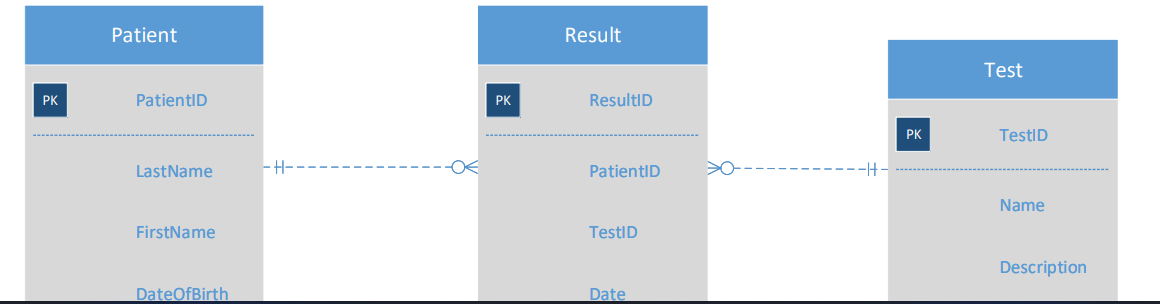 Patient
PK PatientID
LastName
FirstName
DateOfBirth
Result
PK ResultID
PatientID
TestID
Date
Test
PK TestID
Name
Description